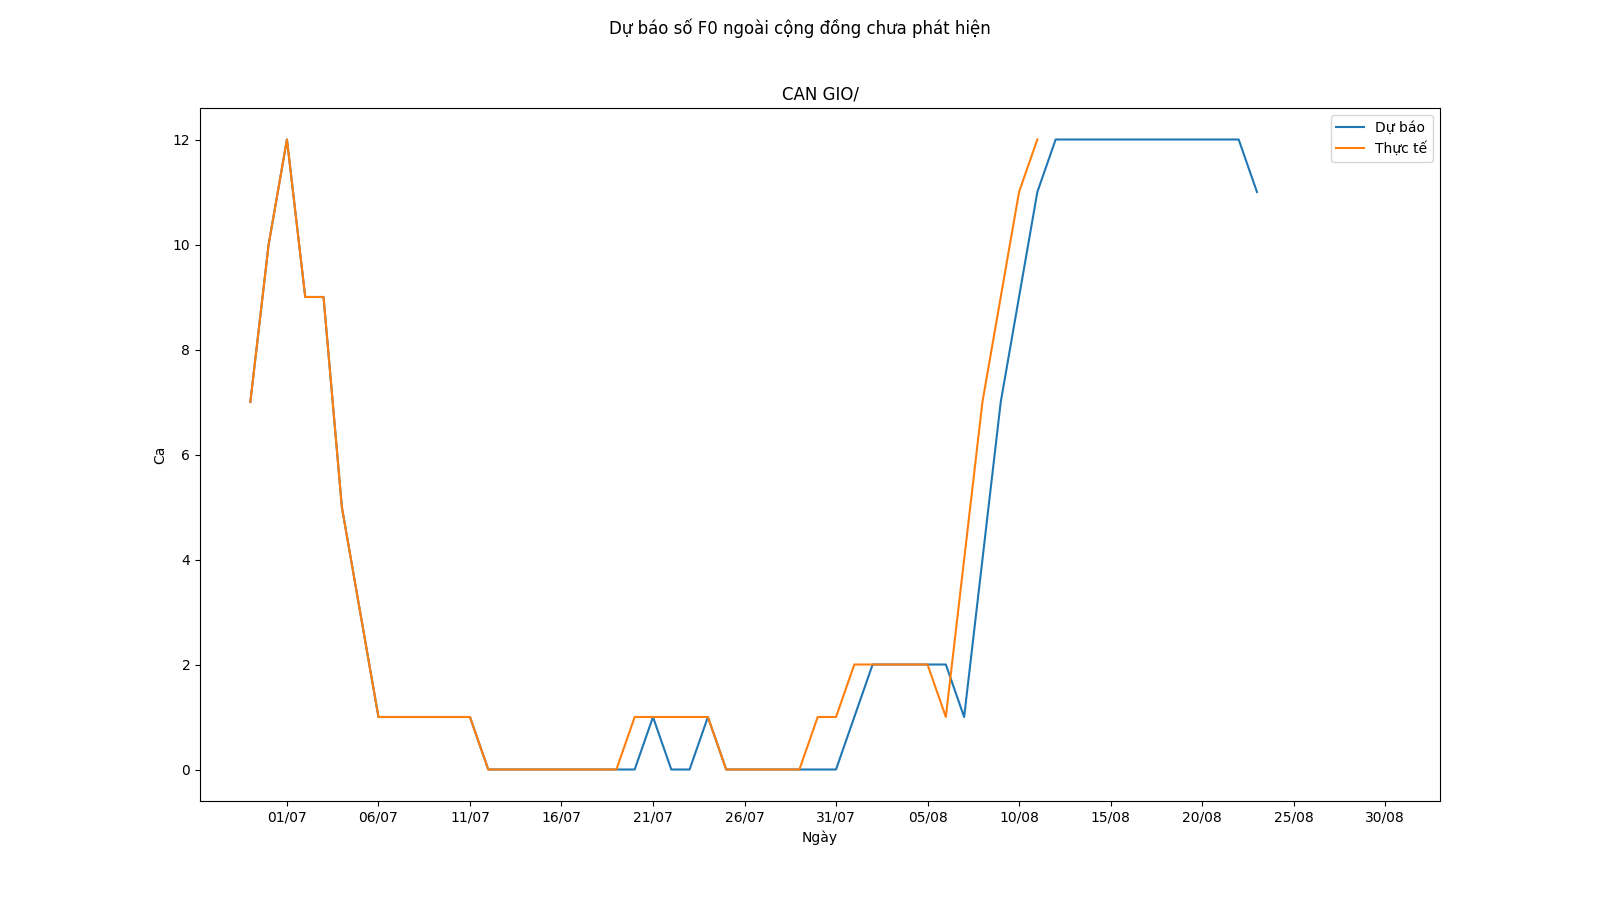 Dự báo số F0 ngoài cộng đồng chưa phát hiện
CAN GIO/
Dự báo
Thực tế
12
10
8
6
4
2
0
Ca
01/07 06/07 11/07 16/07 21/07 26/07 31/07 05/08 10/08 15/08 20/08 25/08 30/08
Ngày